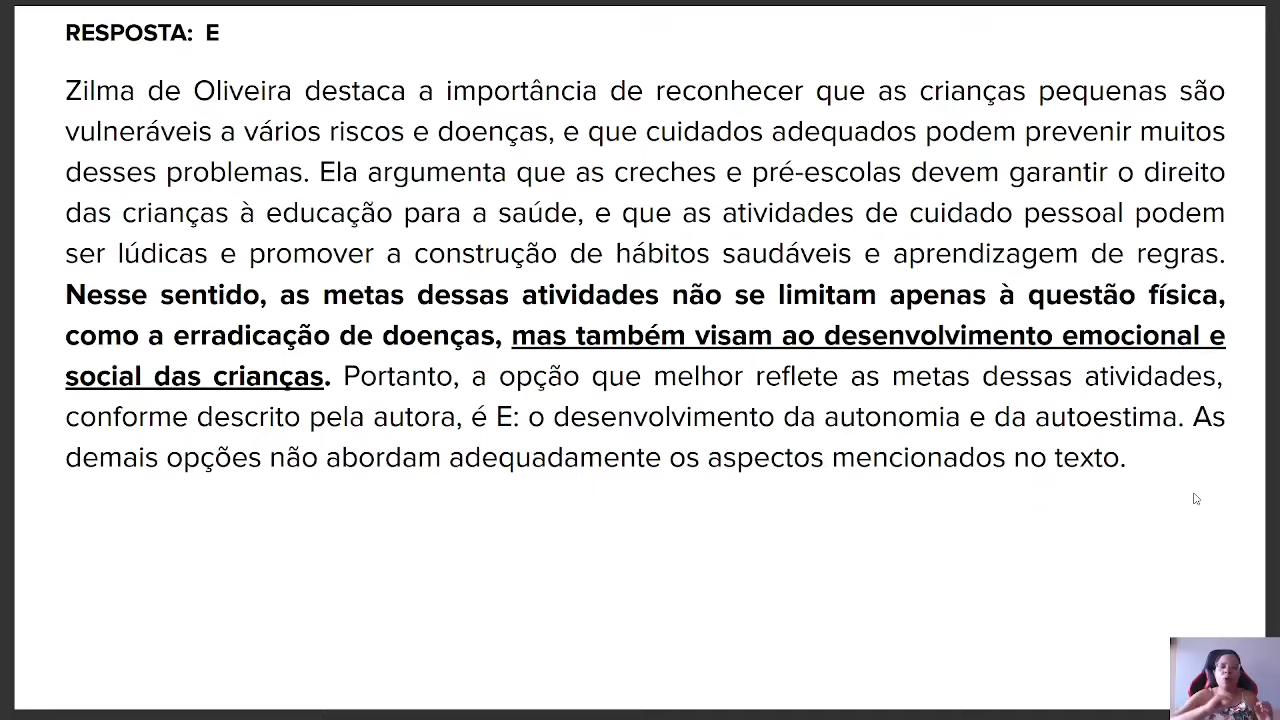 RESPOSTA: E
Zilma de Oliveira destaca a importância de reconhecer que as crianças pequenas são
vulneráveis a vários riscos e doenças, e que cuidados adequados podem prevenir muitos
desses problemas. Ela argumenta que as creches e pré-escolas devem garantir o direito
das crianças à educação para a saúde, e que as atividades de cuidado pessoal podem
ser lúdicas e promover a construção de hábitos saudáveis e aprendizagem de regras.
Nesse sentido, as metas dessas atividades não se limitam apenas à questão física,
como a erradicação de doenças, mas também visam ao desenvolvimento emocional e
social das crianças. Portanto, a opção que melhor reflete as metas dessas atividades,
conforme descrito pela autora, é E: o desenvolvimento da autonomia e da autoestima. As
demais opções não abordam adequadamente os aspectos mencionados no texto.